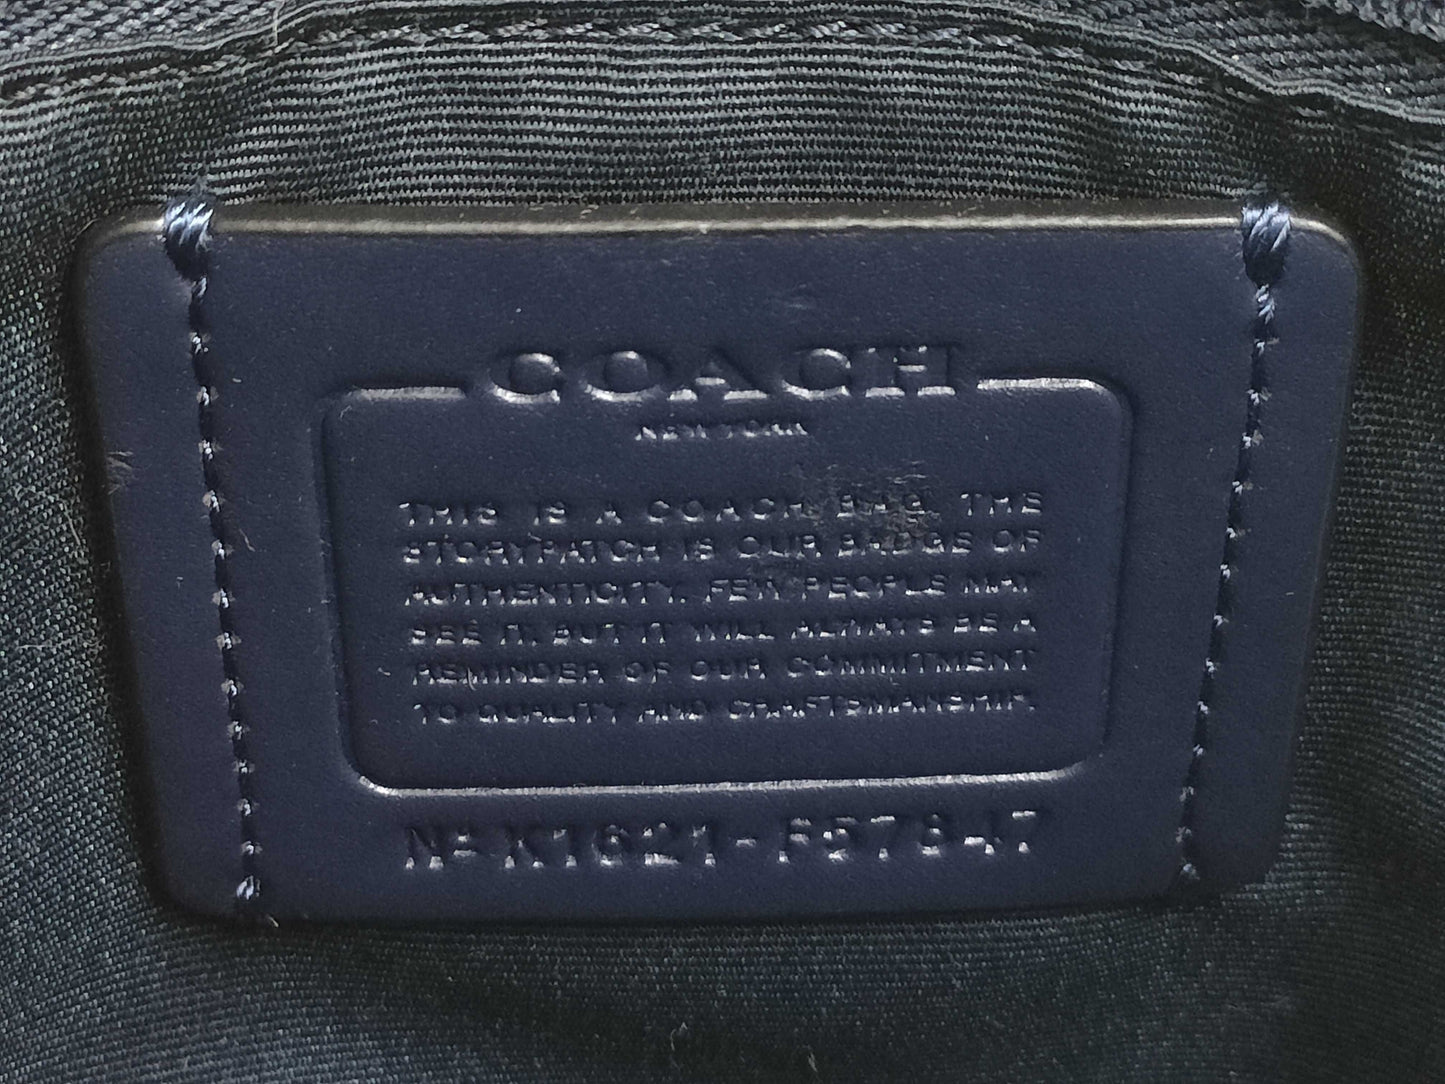 COACH
NEW YORK
THIS IS A COACH BAG. THE
STORYPATCH IS OUR BADGE OF
AUTHENTICITY. FEW PEOPLE MAY
SEE IT, BUT IT WILL ALWAYS BE A
REMINDER OF OUR COMMITMENT
TO QUALITY AND CRAFTSMANSHIP.
Nº K1621-F57847